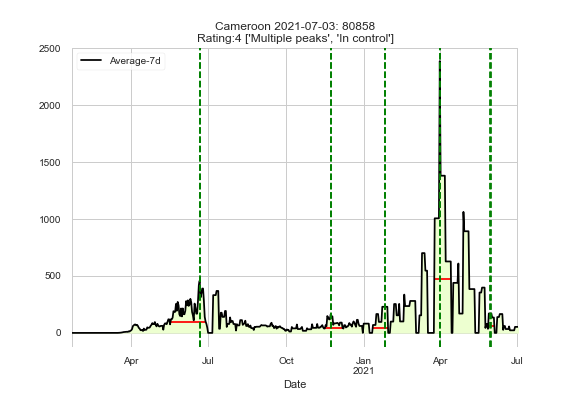 Cameroon 2021-07-03: 80858
Rating:4 ['Multiple peaks', 'In control']
Average-7d
2500
2000
1500
1000
500
0
Apr Jul Oct Jan Apr Jul
2021
Date